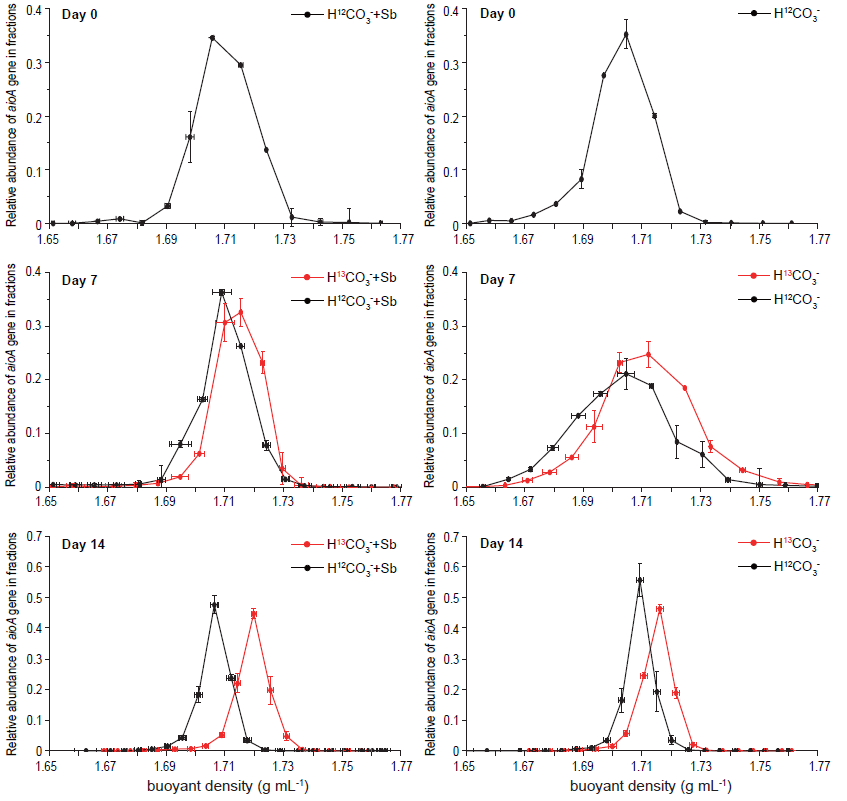 Relative abundance of aioA gene in fractions
Day 0
H¹²CO₃⁻+Sb
0.4
0.3
0.2
0.1
0
1.65 1.67 1.69 1.71 1.73 1.75 1.77
Relative abundance of aioA gene in fractions
Day 0
H¹²CO₃⁻
0.4
0.3
0.2
0.1
0
1.65 1.67 1.69 1.71 1.73 1.75 1.77
Relative abundance of aioA gene in fractions
Day 7
H¹³CO₃⁻+Sb
H¹²CO₃⁻+Sb
0.4
0.3
0.2
0.1
0
1.65 1.67 1.69 1.71 1.73 1.75 1.77
Relative abundance of aioA gene in fractions
Day 7
H¹³CO₃⁻
H¹²CO₃⁻
0.4
0.3
0.2
0.1
0
1.65 1.67 1.69 1.71 1.73 1.75 1.77
Relative abundance of aioA gene in fractions
Day 14
H¹³CO₃⁻+Sb
H¹²CO₃⁻+Sb
0.7
0.6
0.5
0.4
0.3
0.2
0.1
0
1.65 1.67 1.69 1.71 1.73 1.75 1.77
buoyant density (g mL⁻¹)
Relative abundance of aioA gene in fractions
Day 14
H¹³CO₃⁻
H¹²CO₃⁻
0.7
0.6
0.5
0.4
0.3
0.2
0.1
0
1.65 1.67 1.69 1.71 1.73 1.75 1.77
buoyant density (g mL⁻¹)